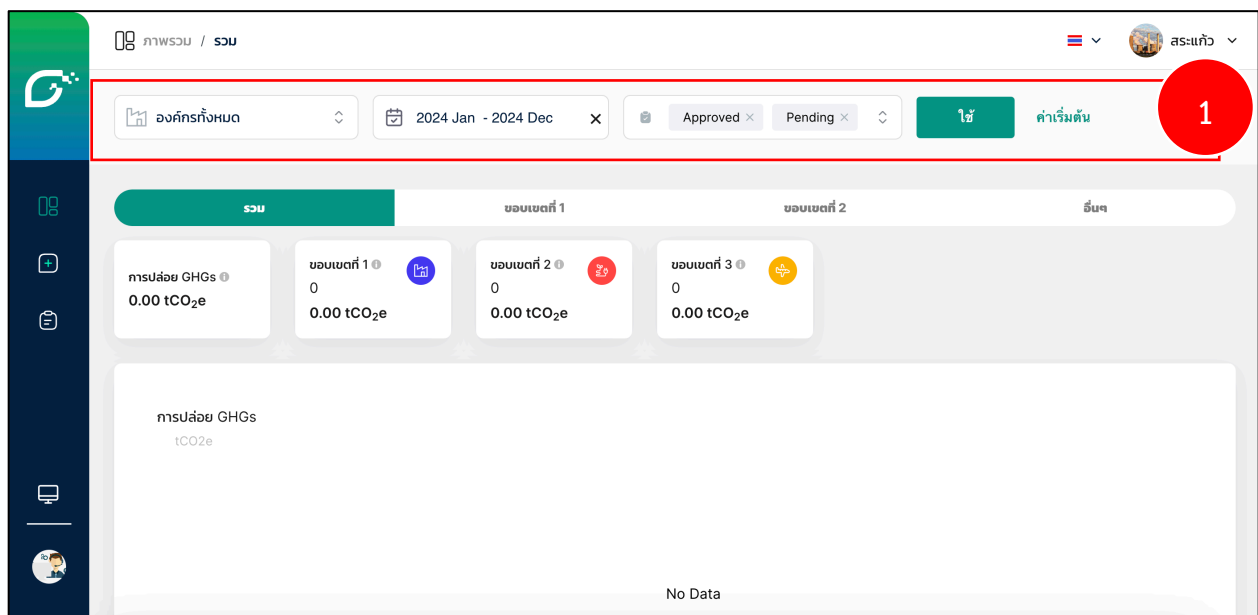 ภาพรวม / รวม
สระแก้ว
องค์กรทั้งหมด
2024 Jan - 2024 Dec
Approved
Pending
ใช้
ค่าเริ่มต้น
1
รวม
ขอบเขตที่ 1
ขอบเขตที่ 2
อื่นๆ
การปล่อย GHGs
0.00 tCO₂e
ขอบเขตที่ 1
0
0.00 tCO₂e
ขอบเขตที่ 2
0
0.00 tCO₂e
ขอบเขตที่ 3
0
0.00 tCO₂e
การปล่อย GHGs
tCO2e
No Data